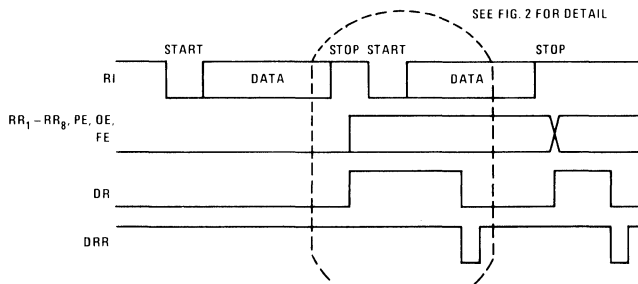 SEE FIG. 2 FOR DETAIL
START STOP START STOP
RI DATA DATA
RR₁ – RR₈, PE, OE,
FE
DR
DRR